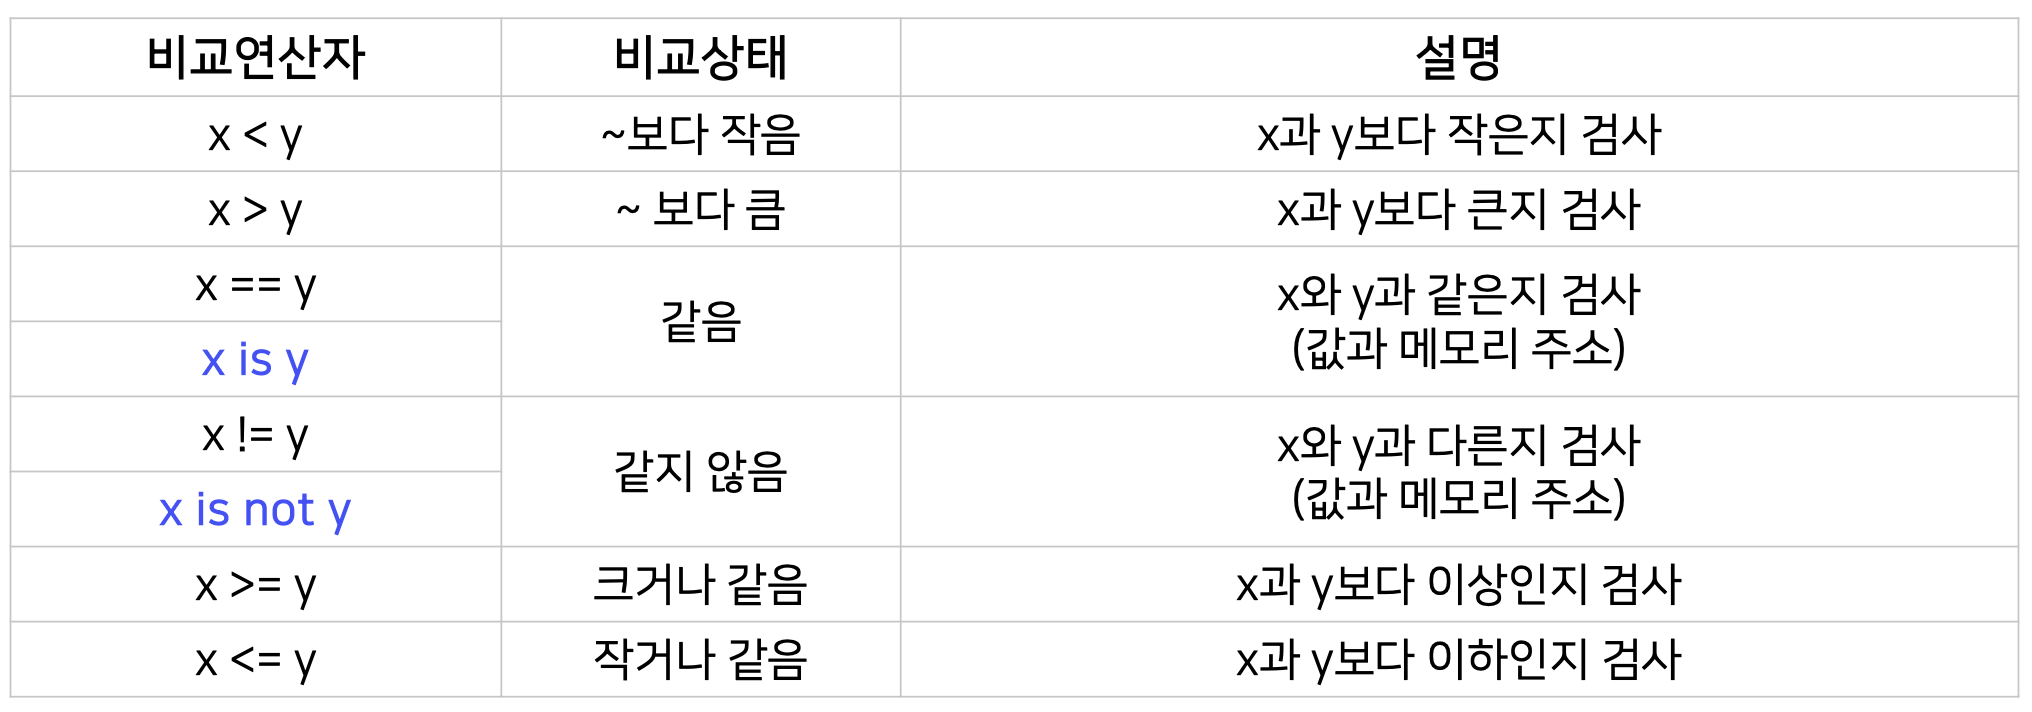 비교연산자 비교상태 설명
x < y ~보다 작음 x과 y보다 작은지 검사
x > y ~ 보다 큼 x과 y보다 큰지 검사
x == y
x is y
같음
x와 y과 같은지 검사
(값과 메모리 주소)
x != y
x is not y
같지 않음
x와 y과 다른지 검사
(값과 메모리 주소)
x >= y 크거나 같음 x과 y보다 이상인지 검사
x <= y 작거나 같음 x과 y보다 이하인지 검사